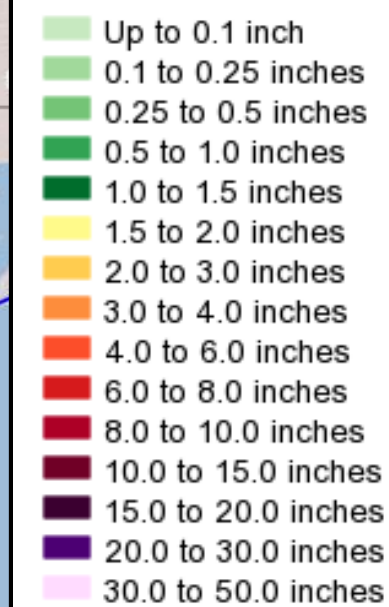 Up to 0.1 inch
0.1 to 0.25 inches
0.25 to 0.5 inches
0.5 to 1.0 inches
1.0 to 1.5 inches
1.5 to 2.0 inches
2.0 to 3.0 inches
3.0 to 4.0 inches
4.0 to 6.0 inches
6.0 to 8.0 inches
8.0 to 10.0 inches
10.0 to 15.0 inches
15.0 to 20.0 inches
20.0 to 30.0 inches
30.0 to 50.0 inches